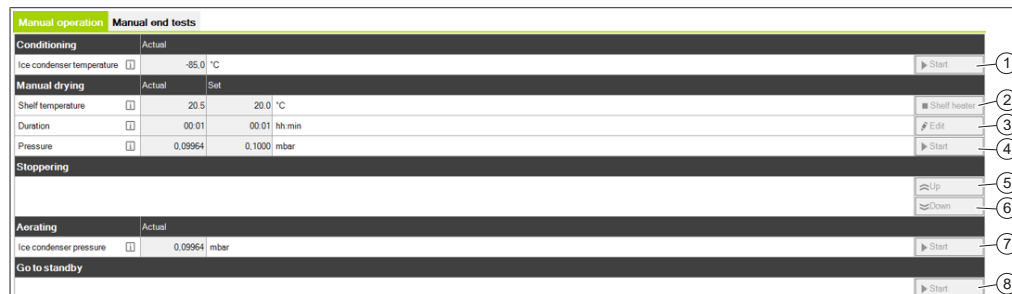 Manual operation Manual end tests
Conditioning Actual
Ice condenser temperature i -85,0 °C Start 1
Manual drying Actual Set
Shelf temperature i 20.5 20.0 °C Shelf heater 2
Duration i 00:01 00:01 hh:min Edit 3
Pressure i 0,09964 0,1000 mbar Start 4
Stoppering
Up 5
Down 6
Aerating Actual
Ice condenser pressure i 0,09964 mbar Start 7
Go to standby
Start 8